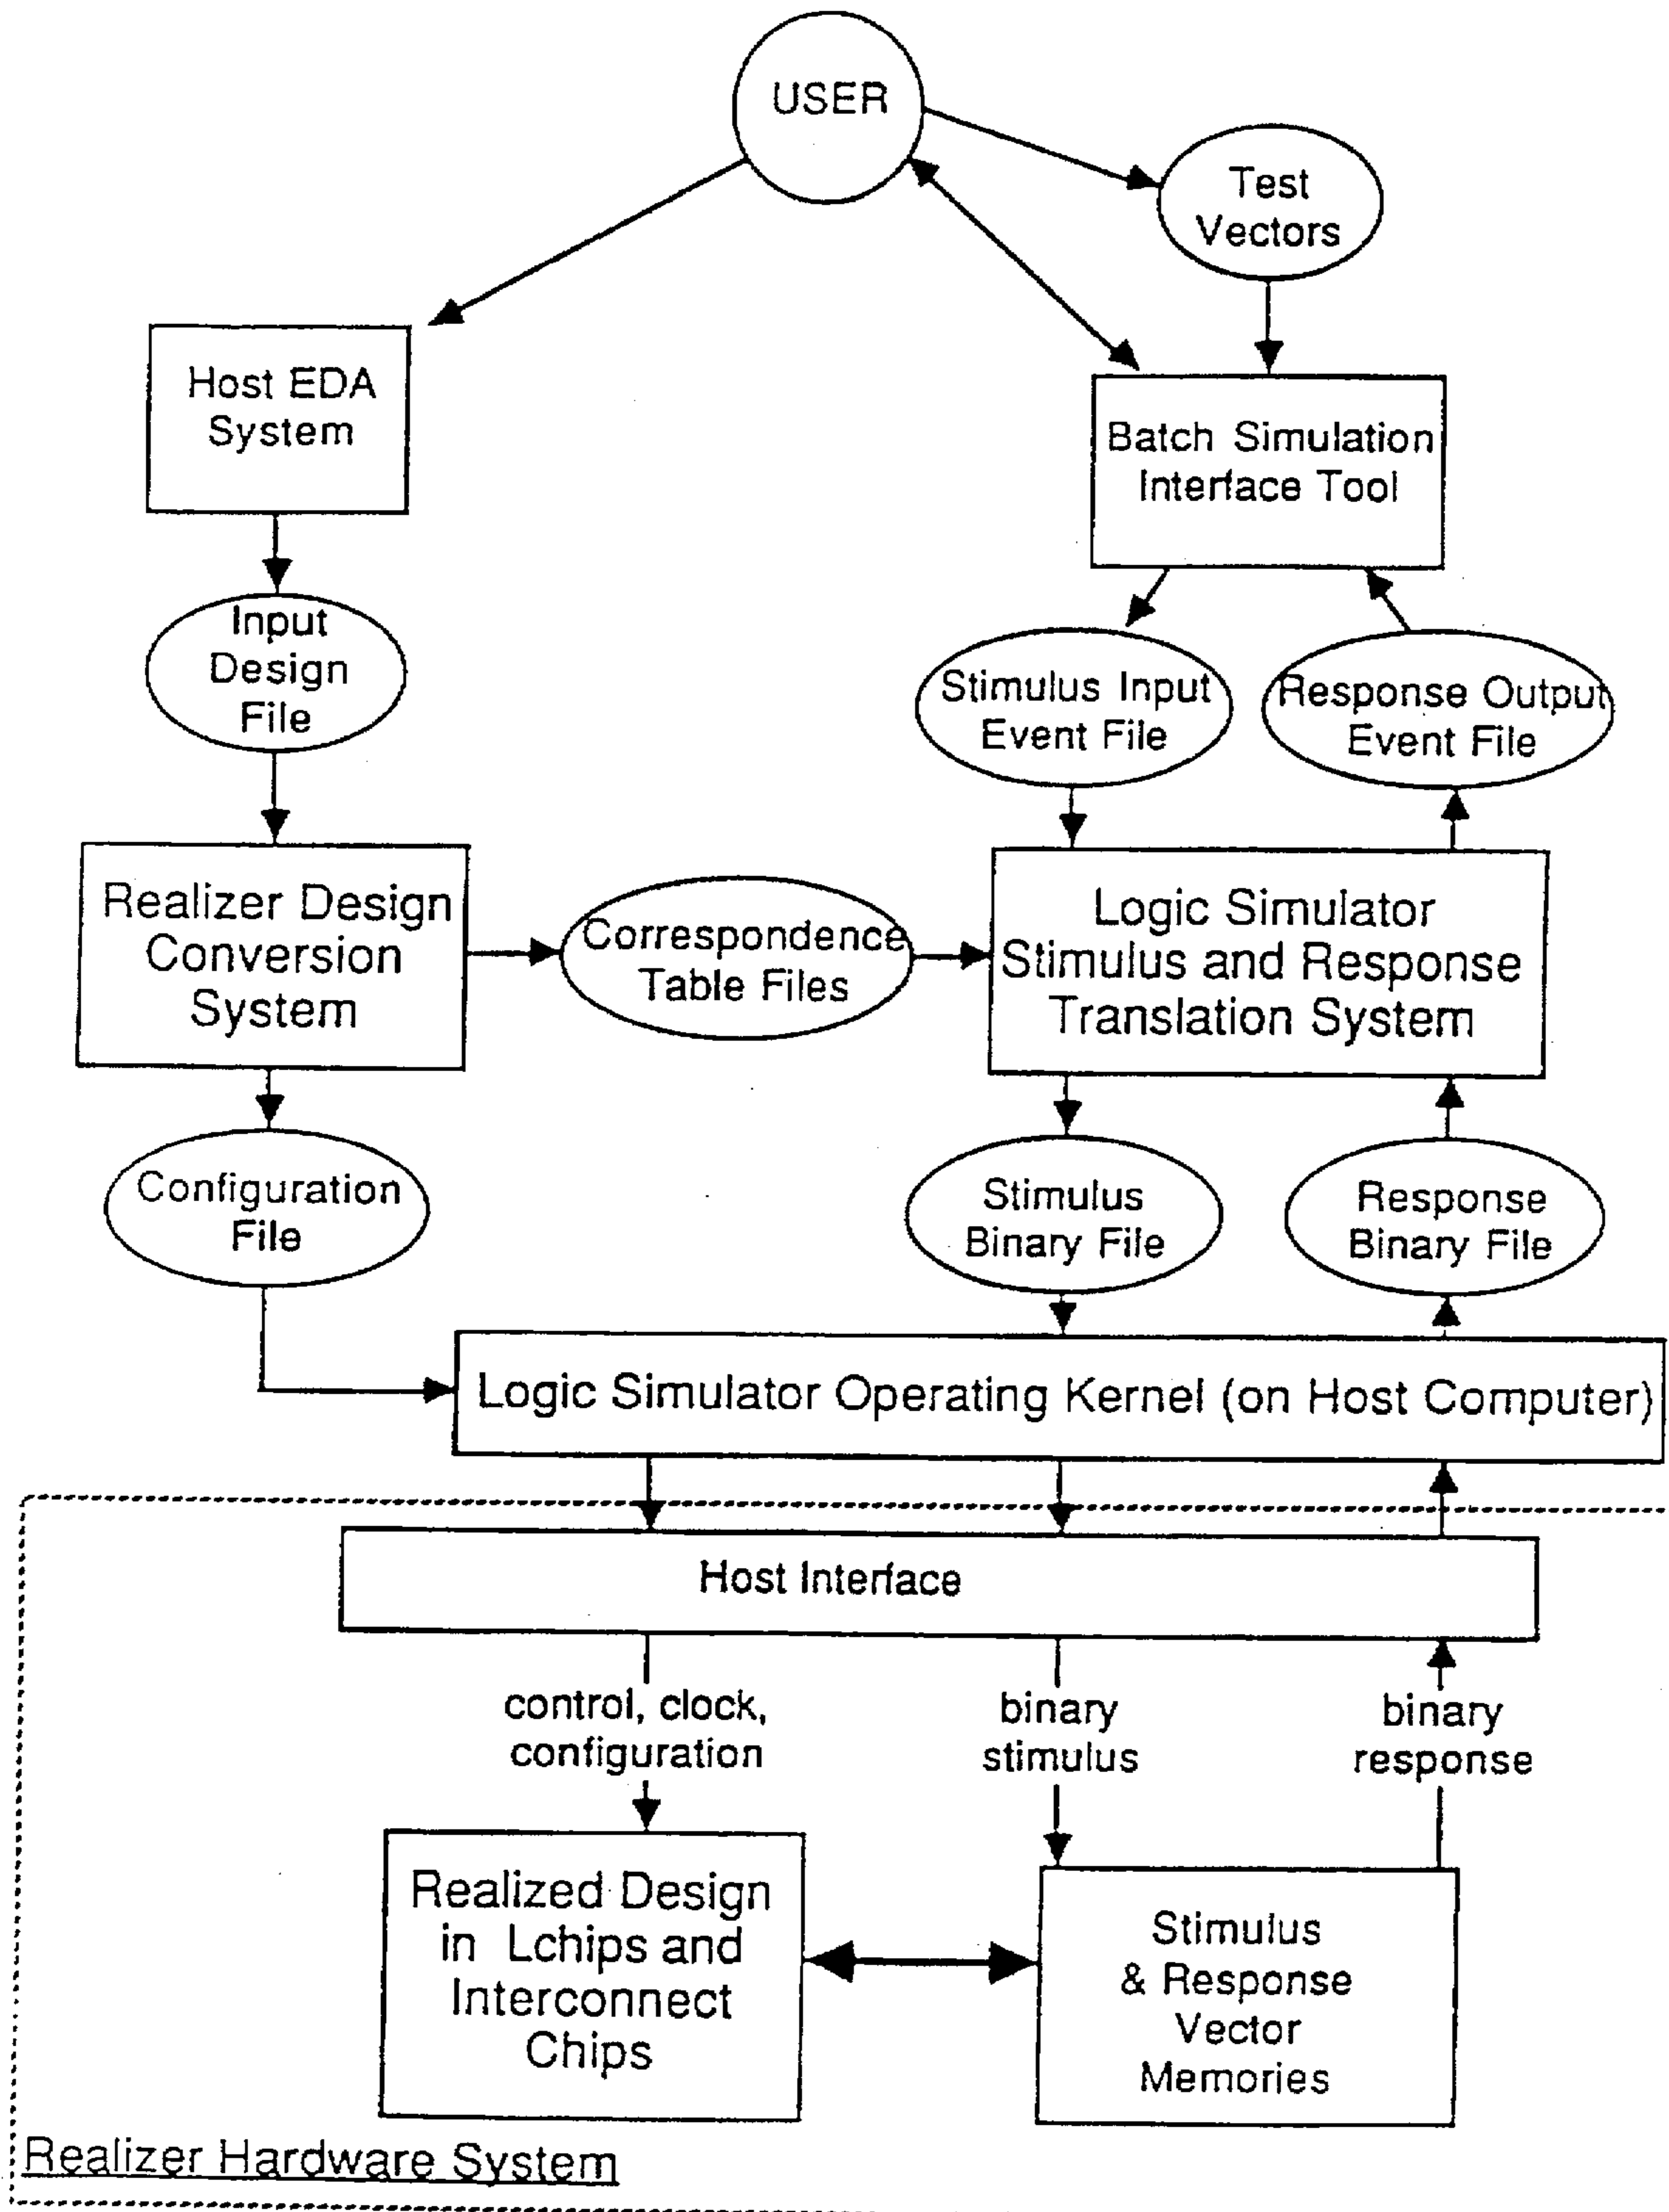 USER
Test
Vectors
Host EDA
System
Batch Simulation
Interface Tool
Input
Design
File
Stimulus Input
Event File
Response Output
Event File
Realizer Design
Conversion
System
Correspondence
Table Files
Logic Simulator
Stimulus and Response
Translation System
Configuration
File
Stimulus
Binary File
Response
Binary File
Logic Simulator Operating Kernel (on Host Computer)
Host Interface
control, clock,
configuration
binary
stimulus
binary
response
Realized Design
in Lchips and
Interconnect
Chips
Stimulus
& Response
Vector
Memories
Realizer Hardware System